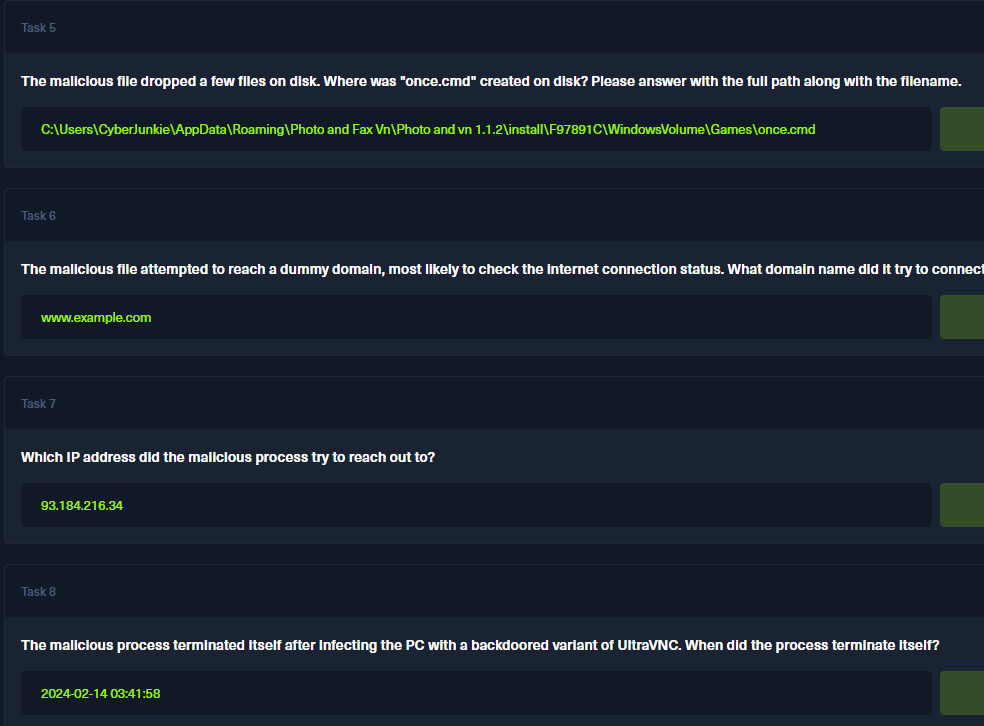 Task 5
The malicious file dropped a few files on disk. Where was "once.cmd" created on disk? Please answer with the full path along with the filename.
C:\Users\CyberJunkie\AppData\Roaming\Photo and Fax Vn\Photo and vn 1.1.2\install\F97891C\WindowsVolume\Games\once.cmd
Task 6
The malicious file attempted to reach a dummy domain, most likely to check the internet connection status. What domain name did it try to connect
www.example.com
Task 7
Which IP address did the malicious process try to reach out to?
93.184.216.34
Task 8
The malicious process terminated itself after infecting the PC with a backdoored variant of UltraVNC. When did the process terminate itself?
2024-02-14 03:41:58